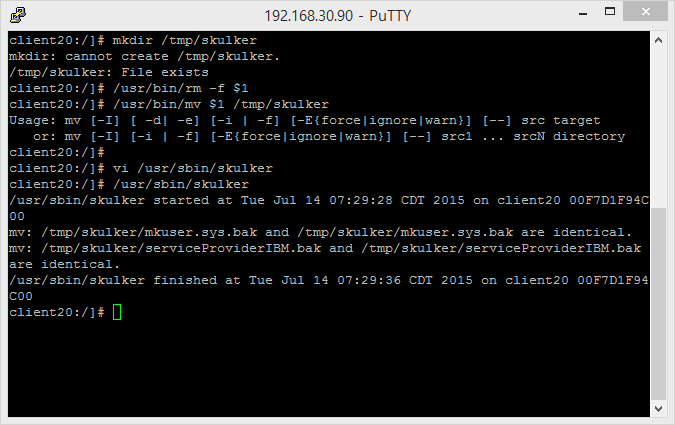 192.168.30.90 - PuTTY
client20:/]# mkdir /tmp/skulker
mkdir: cannot create /tmp/skulker.
/tmp/skulker: File exists
client20:/]# /usr/bin/rm -f $1
client20:/]# /usr/bin/mv $1 /tmp/skulker
Usage: mv [-I] [ -d| -e] [-i | -f] [-E{force|ignore|warn}] [--] src target
   or: mv [-I] [-i | -f] [-E{force|ignore|warn}] [--] src1 ... srcN directory
client20:/]#
client20:/]# vi /usr/sbin/skulker
client20:/]# /usr/sbin/skulker
/usr/sbin/skulker started at Tue Jul 14 07:29:28 CDT 2015 on client20 00F7D1F94C
00
mv: /tmp/skulker/mkuser.sys.bak and /tmp/skulker/mkuser.sys.bak are identical.
mv: /tmp/skulker/serviceProviderIBM.bak and /tmp/skulker/serviceProviderIBM.bak
are identical.
/usr/sbin/skulker finished at Tue Jul 14 07:29:36 CDT 2015 on client20 00F7D1F94
C00
client20:/]#